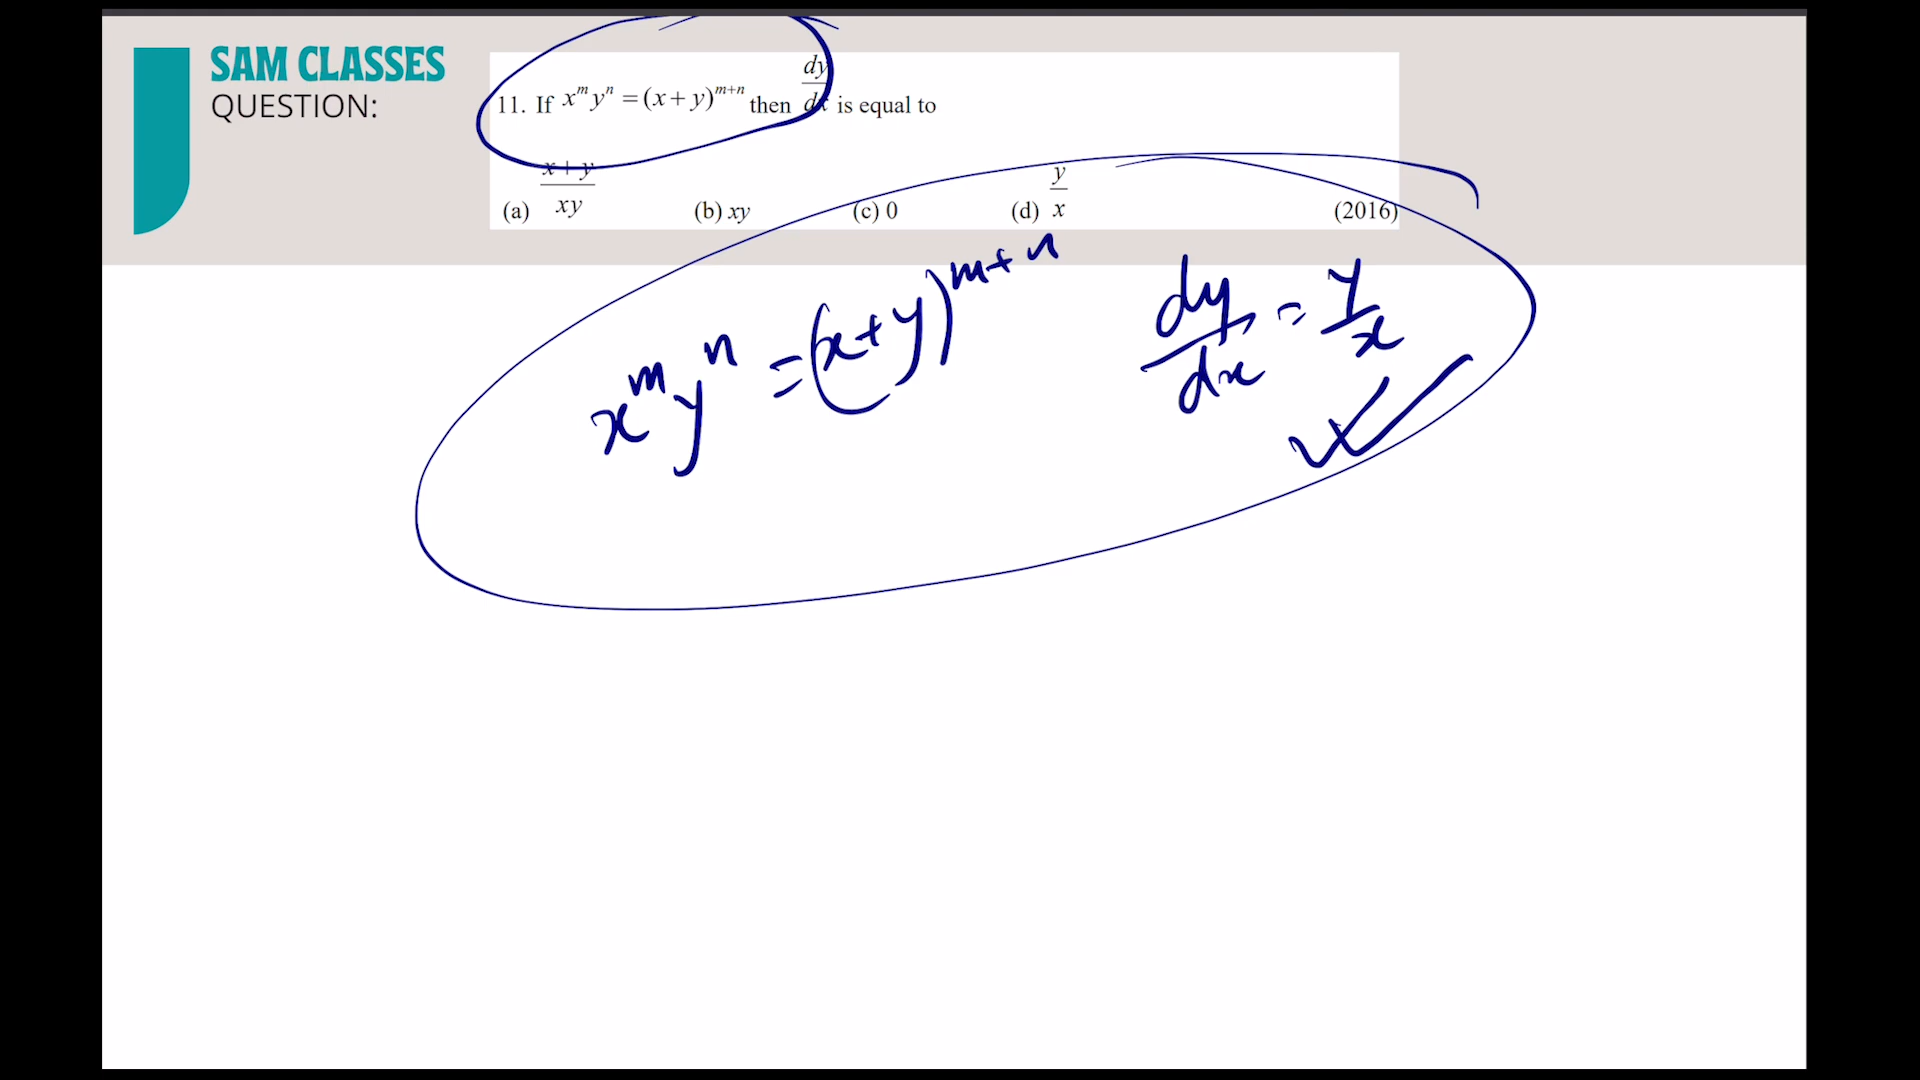 SAM CLASSES
QUESTION:
11. If x^m y^n = (x+y)^{m+n} then dy/dx is equal to
(a) x+y/xy (b) xy (c) 0 (d) y/x (2016)
x^m y^n = (x+y)^{m+n} dy/dx = y/x